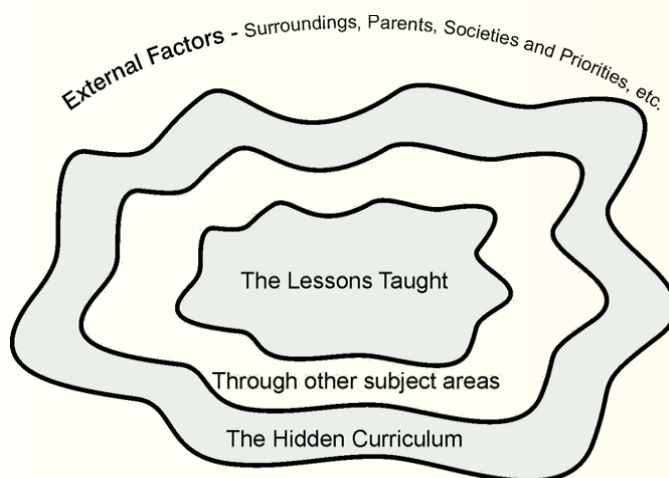 External Factors - Surroundings, Parents, Societies and Priorities, etc.
The Lessons Taught
Through other subject areas
The Hidden Curriculum